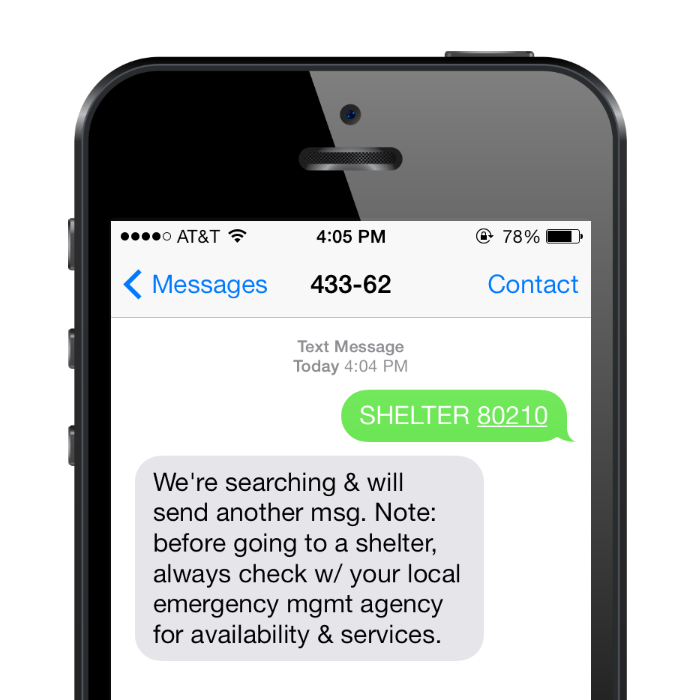 AT&T 4:05 PM 78%
Messages 433-62 Contact
Text Message
Today 4:04 PM
SHELTER 80210
We're searching & will
send another msg. Note:
before going to a shelter,
always check w/ your local
emergency mgmt agency
for availability & services.